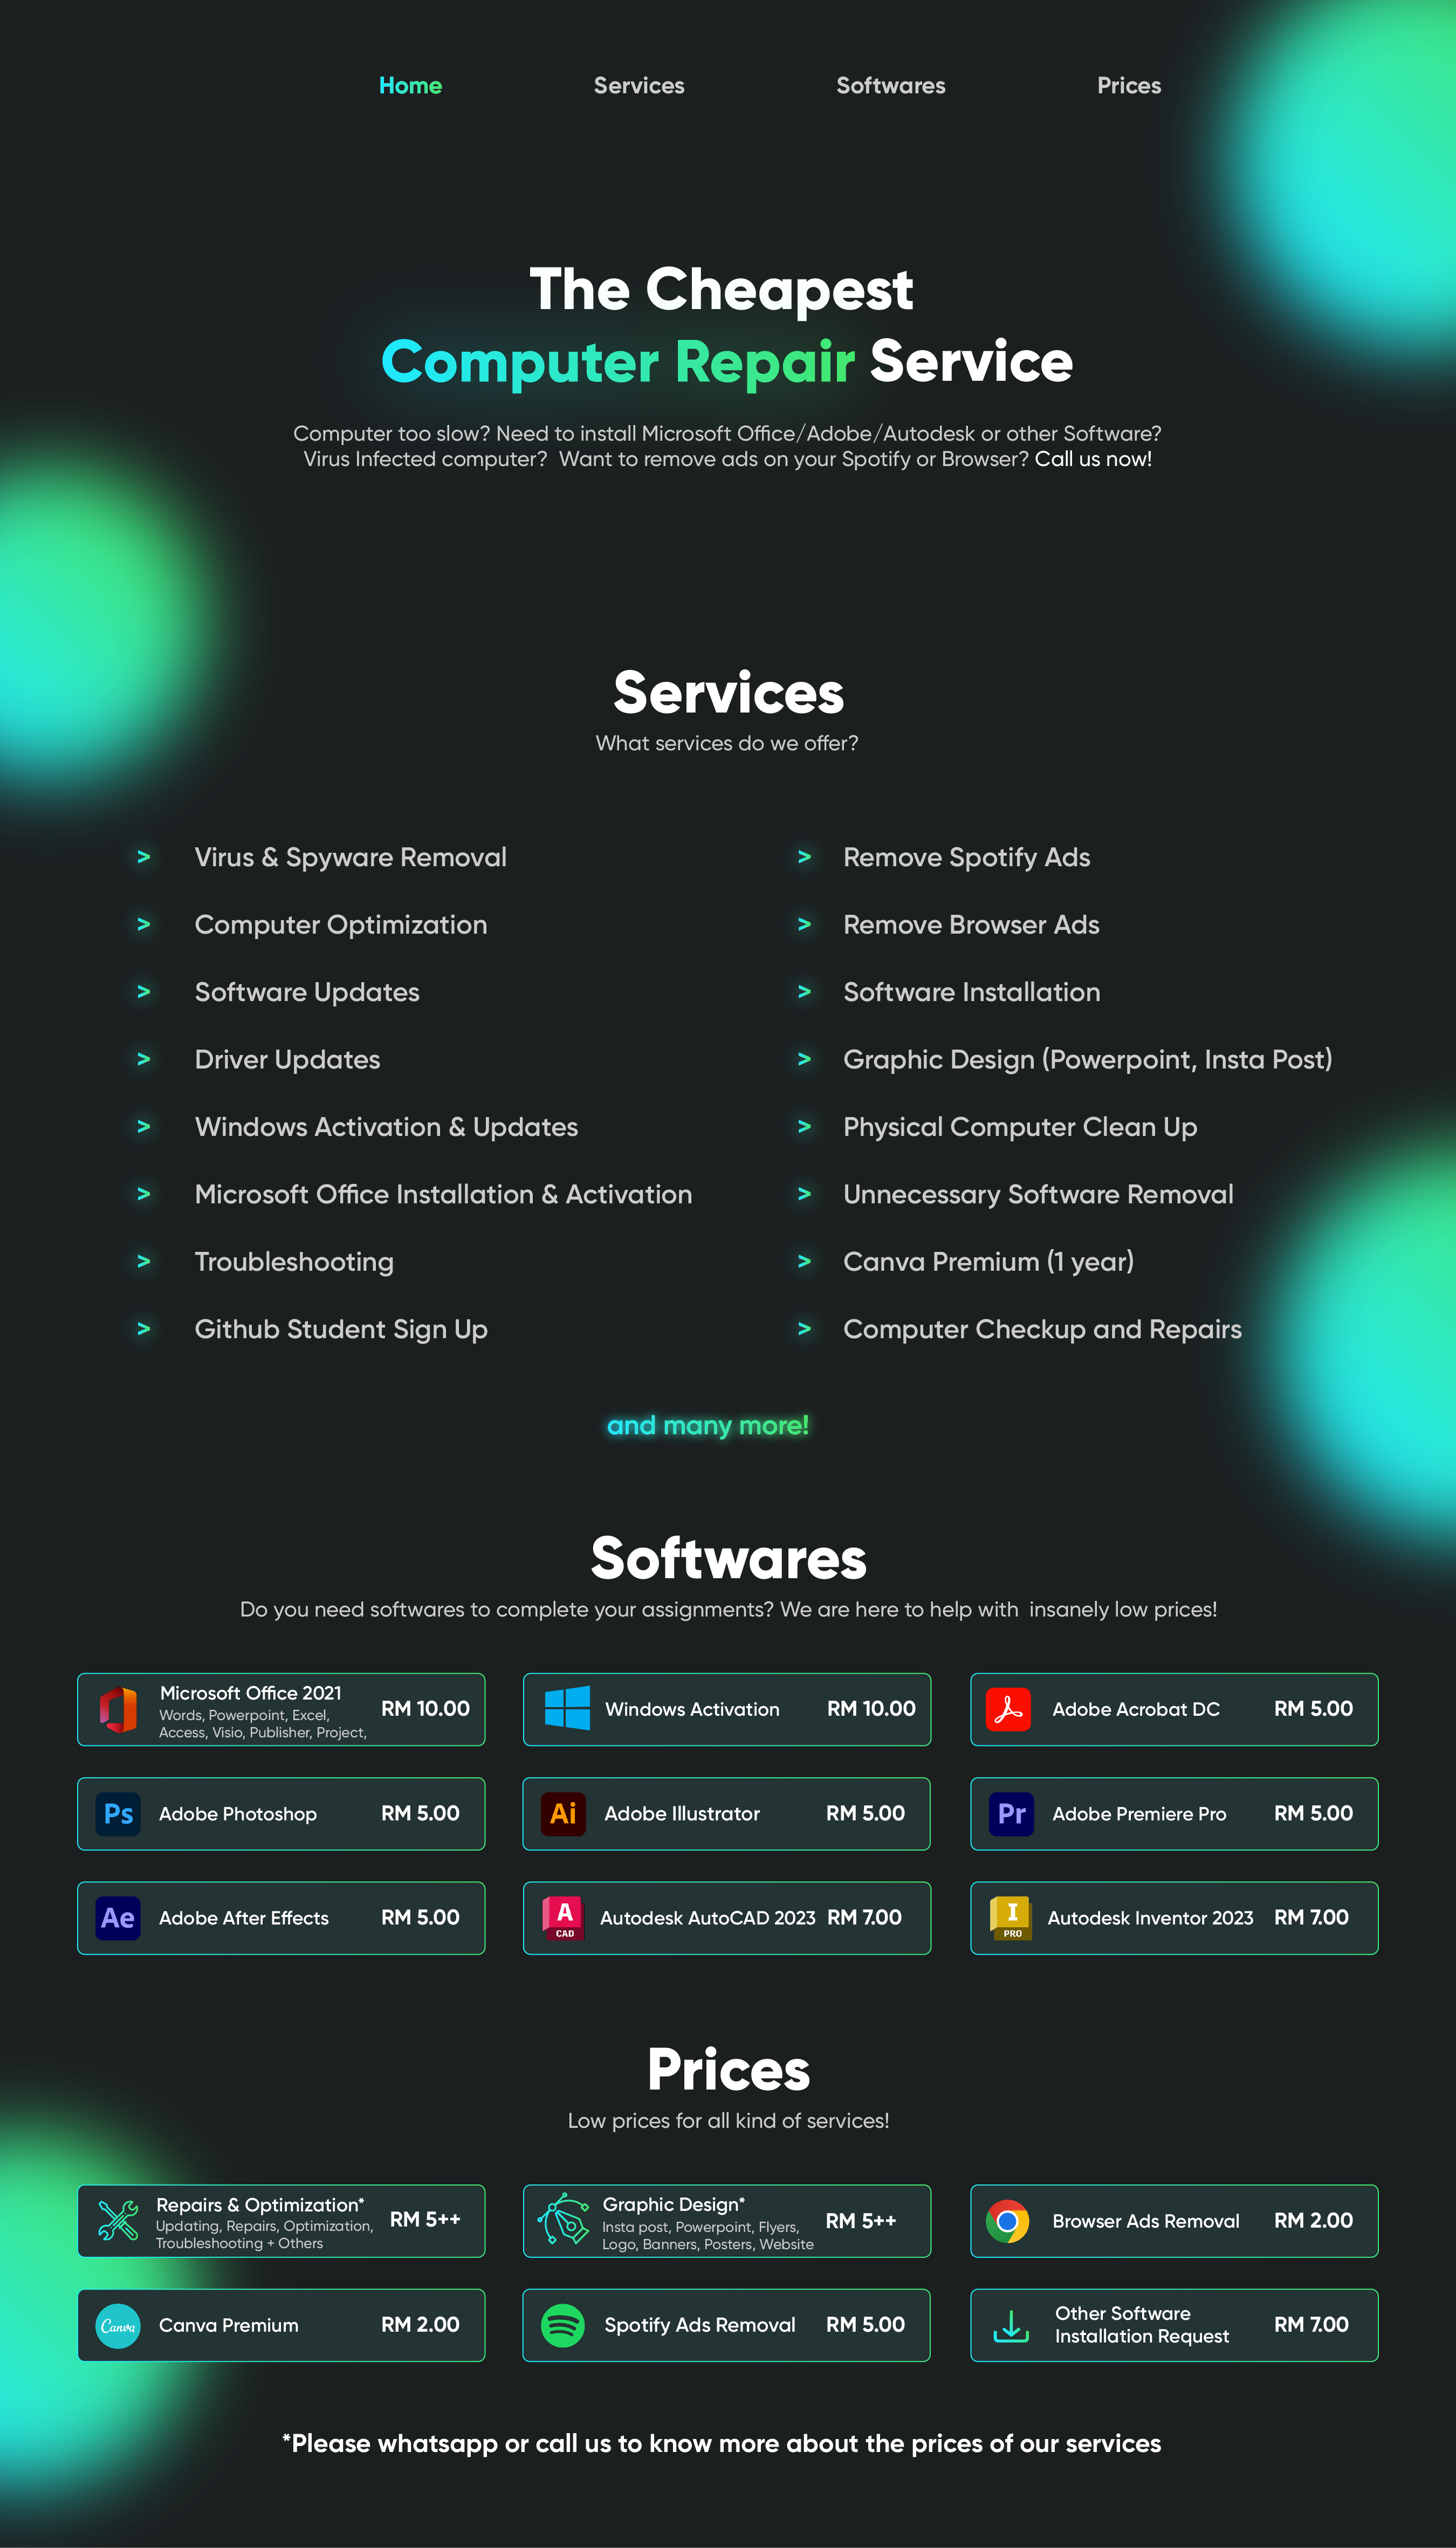 Home Services Softwares Prices
The Cheapest
Computer Repair Service
Computer too slow? Need to install Microsoft Office/Adobe/Autodesk or other Software?
Virus Infected computer?  Want to remove ads on your Spotify or Browser? Call us now!
Services
What services do we offer?
> Virus & Spyware Removal
> Computer Optimization
> Software Updates
> Driver Updates
> Windows Activation & Updates
> Microsoft Office Installation & Activation
> Troubleshooting
> Github Student Sign Up
> Remove Spotify Ads
> Remove Browser Ads
> Software Installation
> Graphic Design (Powerpoint, Insta Post)
> Physical Computer Clean Up
> Unnecessary Software Removal
> Canva Premium (1 year)
> Computer Checkup and Repairs
and many more!
Softwares
Do you need softwares to complete your assignments? We are here to help with  insanely low prices!
Microsoft Office 2021
Words, Powerpoint, Excel,
Access, Visio, Publisher, Project,
RM 10.00
Windows Activation RM 10.00
Adobe Acrobat DC RM 5.00
Ps Adobe Photoshop RM 5.00
Ai Adobe Illustrator RM 5.00
Pr Adobe Premiere Pro RM 5.00
Ae Adobe After Effects RM 5.00
A
CAD
Autodesk AutoCAD 2023 RM 7.00
I
PRO
Autodesk Inventor 2023 RM 7.00
Prices
Low prices for all kind of services!
Repairs & Optimization*
Updating, Repairs, Optimization,
Troubleshooting + Others
RM 5++
Graphic Design*
Insta post, Powerpoint, Flyers,
Logo, Banners, Posters, Website
RM 5++
Browser Ads Removal RM 2.00
Canva Canva Premium RM 2.00
Spotify Ads Removal RM 5.00
Other Software
Installation Request
RM 7.00
*Please whatsapp or call us to know more about the prices of our services